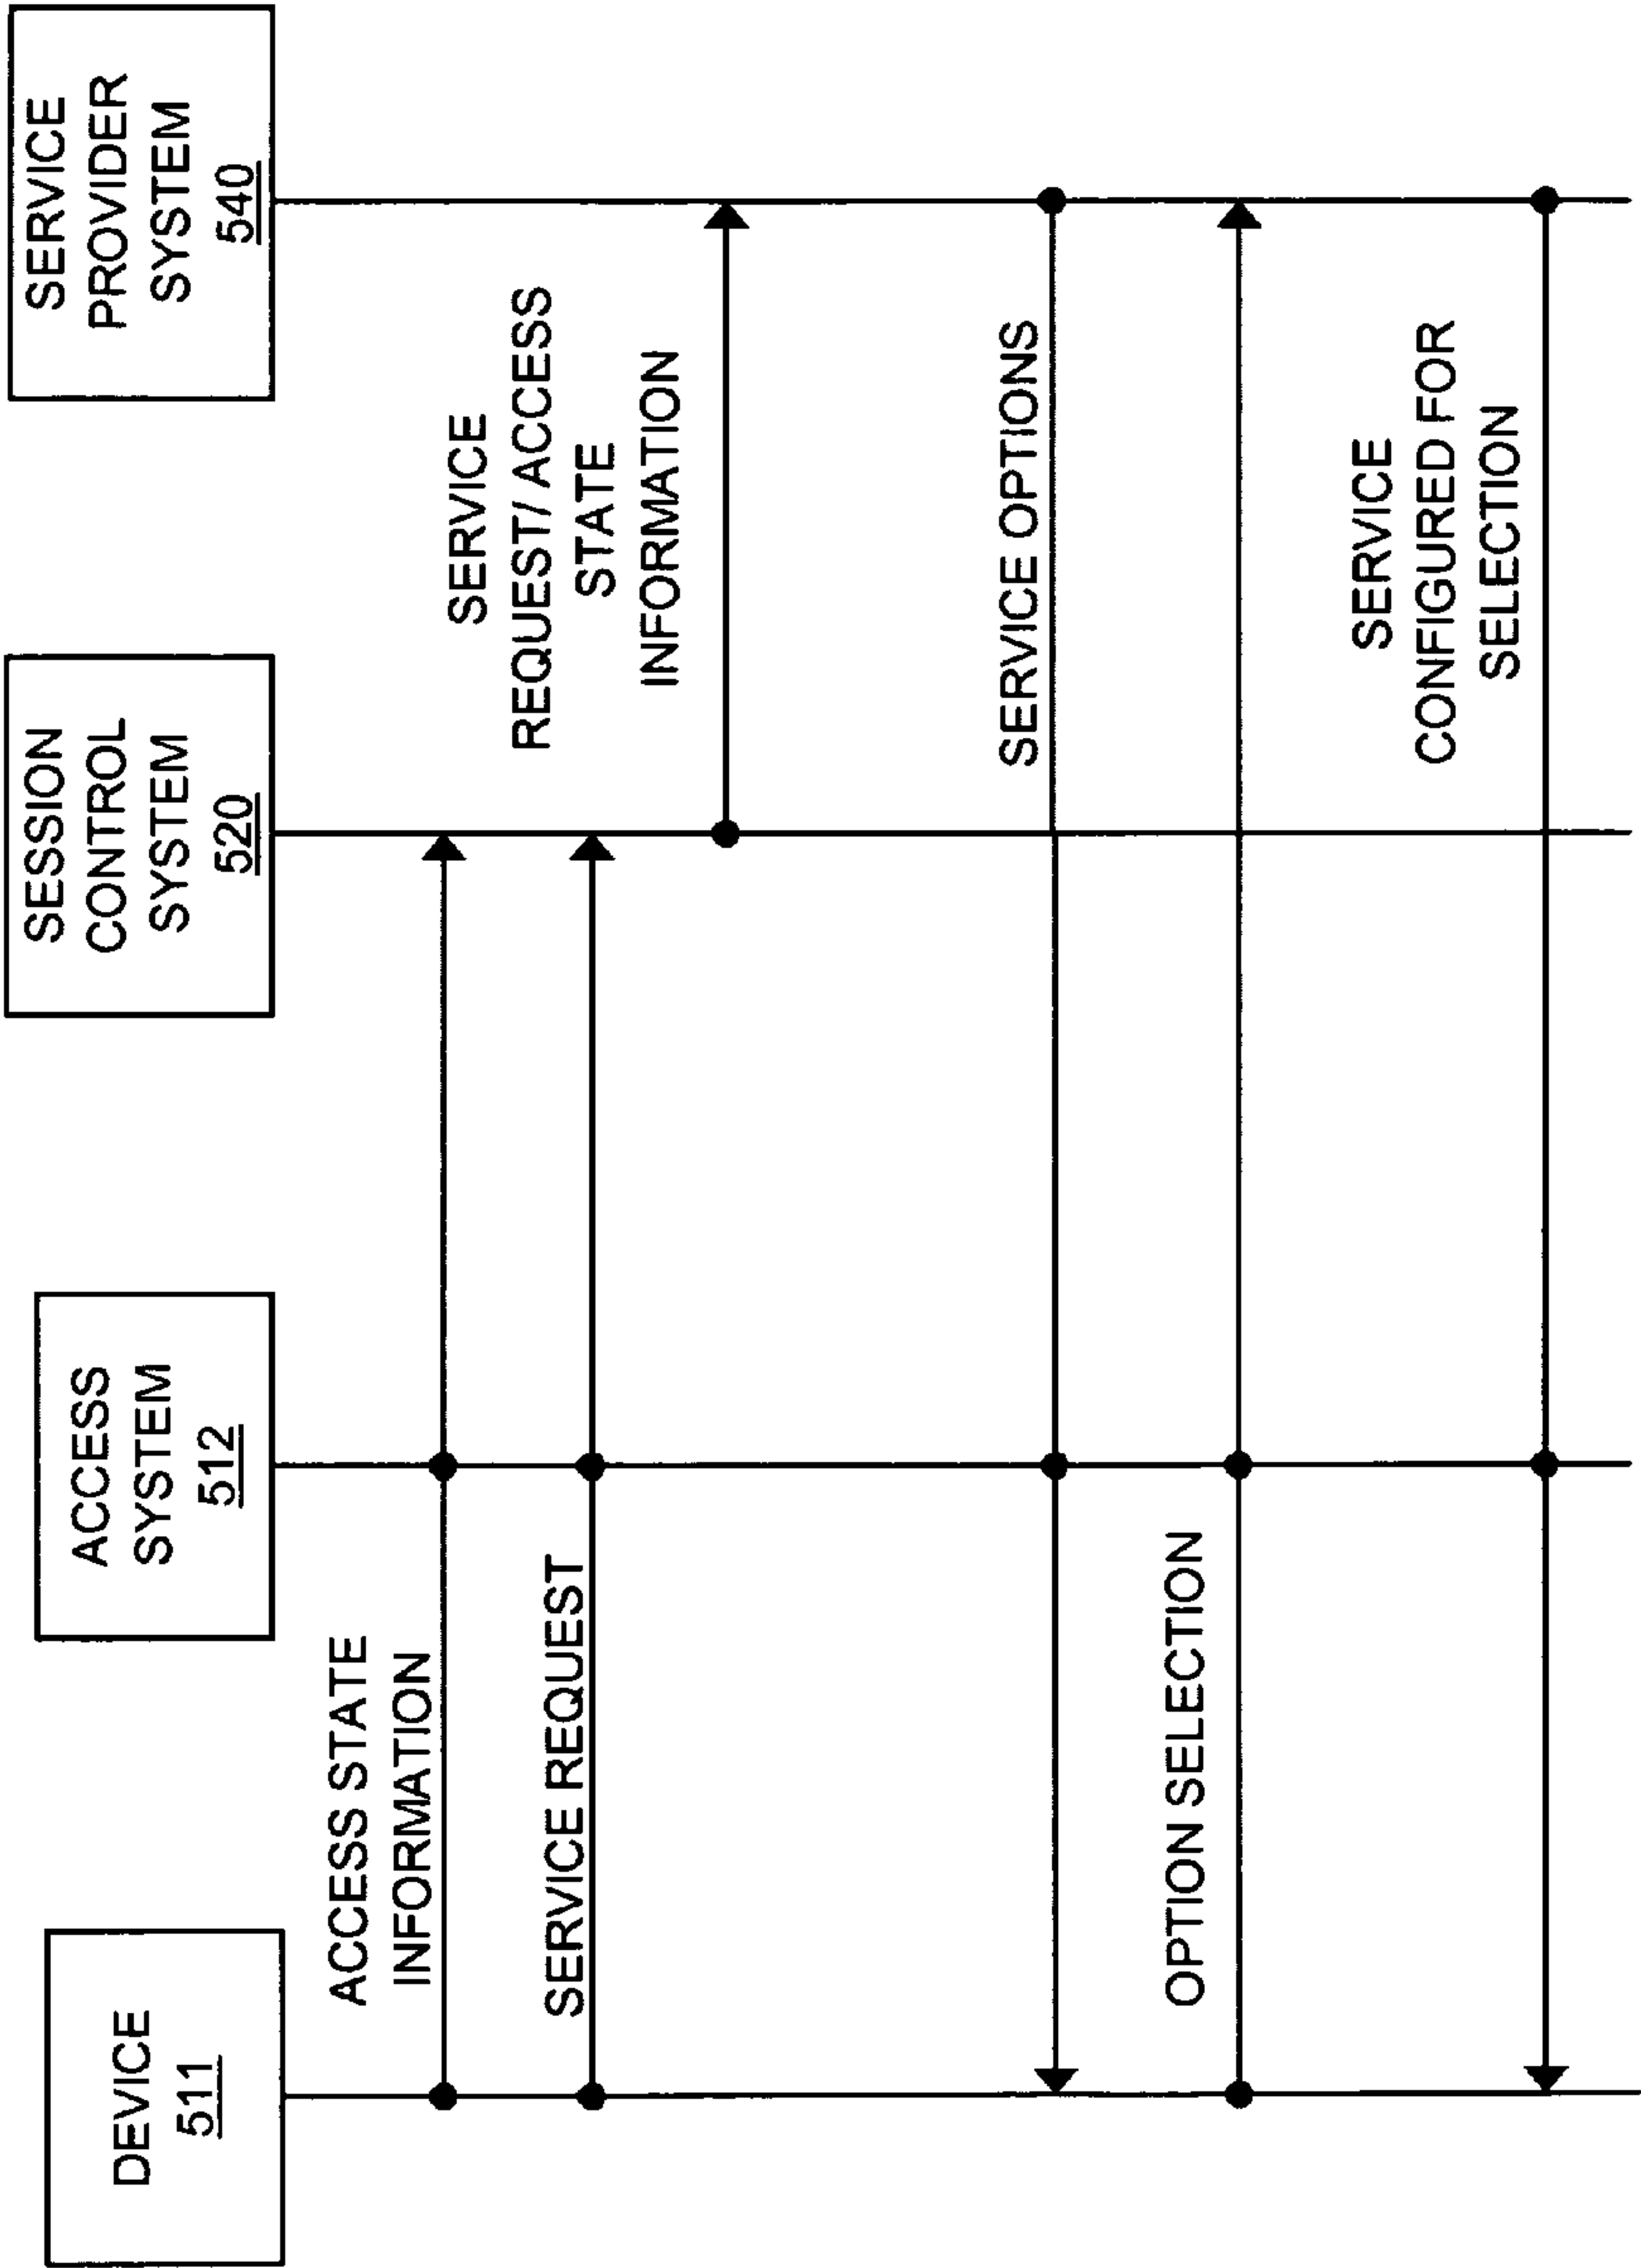 DEVICE
511
ACCESS
SYSTEM
512
SESSION
CONTROL
SYSTEM
520
SERVICE
PROVIDER
SYSTEM
540
ACCESS STATE
INFORMATION
SERVICE REQUEST
SERVICE
REQUEST/ ACCESS
STATE
INFORMATION
SERVICE OPTIONS
OPTION SELECTION
SERVICE
CONFIGURED FOR
SELECTION